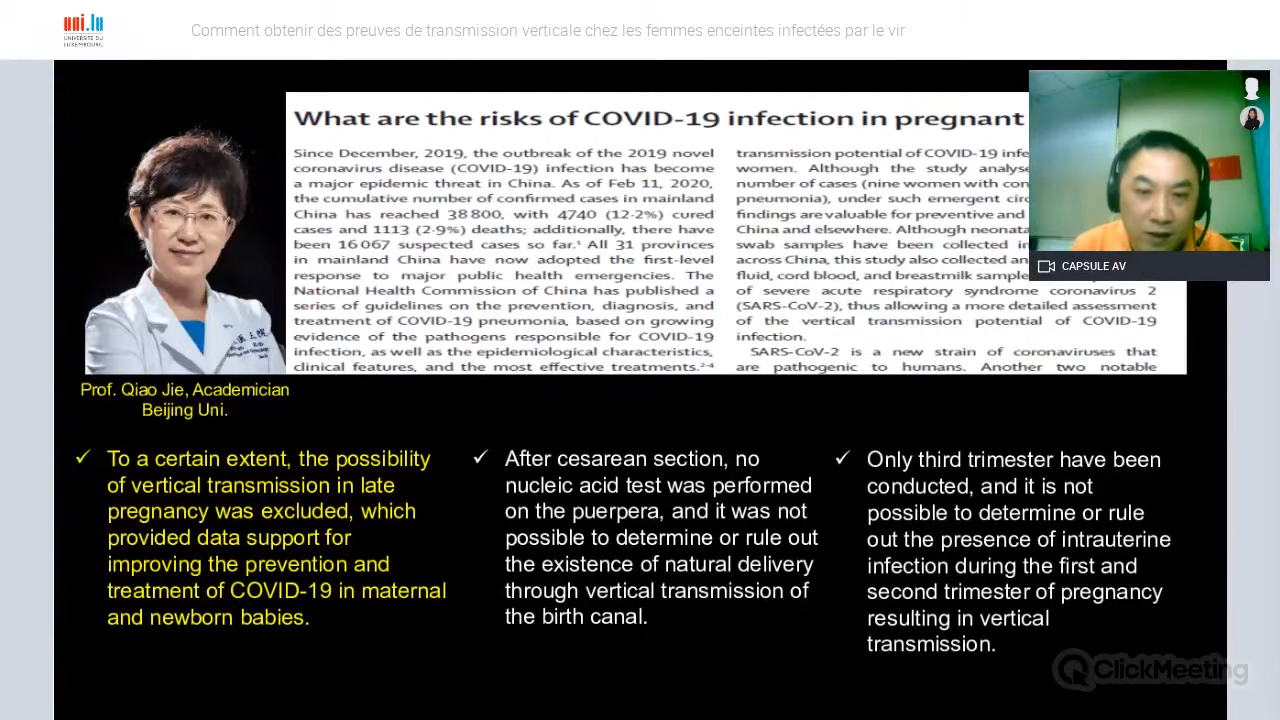 uni.lu
UNIVERSITÉ DU
LUXEMBOURG
Comment obtenir des preuves de transmission verticale chez les femmes enceintes infectées par le vir
What are the risks of COVID-19 infection in pregnant
Since December, 2019, the outbreak of the 2019 novel
coronavirus disease (COVID-19) infection has become
a major epidemic threat in China. As of Feb 11, 2020,
the cumulative number of confirmed cases in mainland
China has reached 38 800, with 4740 (12·2%) cured
cases and 1113 (2·9%) deaths; additionally, there have
been 16 067 suspected cases so far.¹ All 31 provinces
in mainland China have now adopted the first-level
response to major public health emergencies. The
National Health Commission of China has published a
series of guidelines on the prevention, diagnosis, and
treatment of COVID-19 pneumonia, based on growing
evidence of the pathogens responsible for COVID-19
infection, as well as the epidemiological characteristics,
clinical features, and the most effective treatments.²⁻⁴
transmission potential of COVID-19 infe
women. Although the study analyse
number of cases (nine women with con
pneumonia), under such emergent circ
findings are valuable for preventive and
China and elsewhere. Although neonata
swab samples have been collected in
across China, this study also collected an
fluid, cord blood, and breastmilk sample
of severe acute respiratory syndrome coronavirus 2
(SARS-CoV-2), thus allowing a more detailed assessment
of the vertical transmission potential of COVID-19
infection.
SARS-CoV-2 is a new strain of coronaviruses that
are pathogenic to humans. Another two notable
CAPSULE AV
Prof. Qiao Jie, Academician
Beijing Uni.
✓ To a certain extent, the possibility
of vertical transmission in late
pregnancy was excluded, which
provided data support for
improving the prevention and
treatment of COVID-19 in maternal
and newborn babies.
✓ After cesarean section, no
nucleic acid test was performed
on the puerpera, and it was not
possible to determine or rule out
the existence of natural delivery
through vertical transmission of
the birth canal.
✓ Only third trimester have been
conducted, and it is not
possible to determine or rule
out the presence of intrauterine
infection during the first and
second trimester of pregnancy
resulting in vertical
transmission.
ClickMeeting